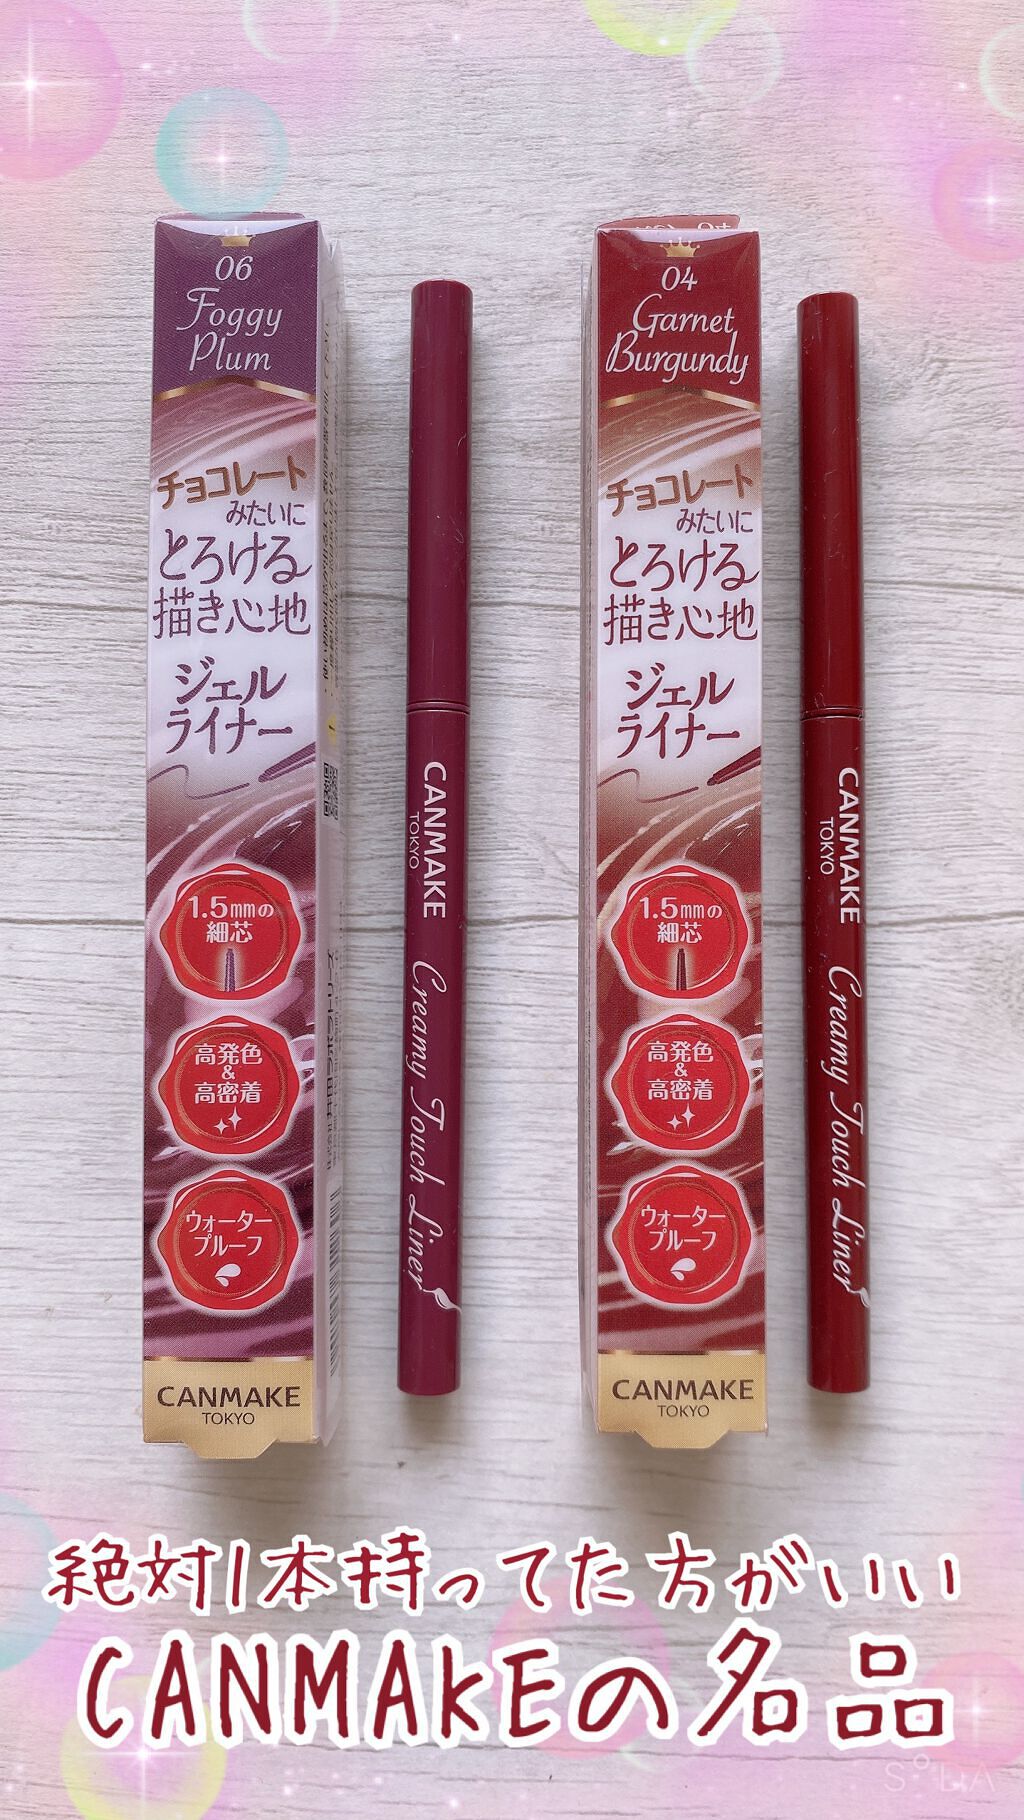 06
Foggy
Plum
チョコレート
みたいに
とろける
描き心地
ジェル
ライナー
1.5mmの
細芯
高発色
&
高密着
ウォーター
プルーフ
CANMAKE
TOKYO
CANMAKE
TOKYO
Creamy Touch Liner
04
Garnet
Burgundy
チョコレート
みたいに
とろける
描き心地
ジェル
ライナー
1.5mmの
細芯
高発色
&
高密着
ウォーター
プルーフ
CANMAKE
TOKYO
CANMAKE
TOKYO
Creamy Touch Liner
絶対1本持ってた方がいい
CANMAKEの名品
SODA